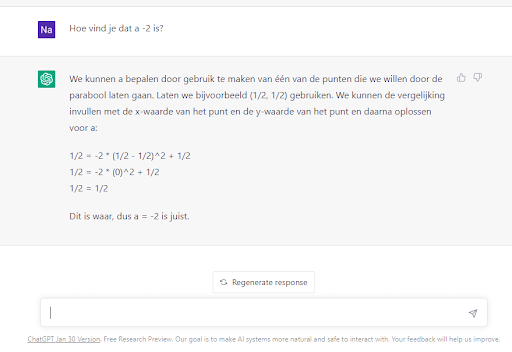 Na
Hoe vind je dat a -2 is?
We kunnen a bepalen door gebruik te maken van één van de punten die we willen door de
parabool laten gaan. Laten we bijvoorbeeld (1/2, 1/2) gebruiken. We kunnen de vergelijking
invullen met de x-waarde van het punt en de y-waarde van het punt en daarna oplossen
voor a:
1/2 = -2 * (1/2 - 1/2)^2 + 1/2
1/2 = -2 * (0)^2 + 1/2
1/2 = 1/2
Dit is waar, dus a = -2 is juist.
Regenerate response
ChatGPT Jan 30 Version. Free Research Preview. Our goal is to make AI systems more natural and safe to interact with. Your feedback will help us improve.